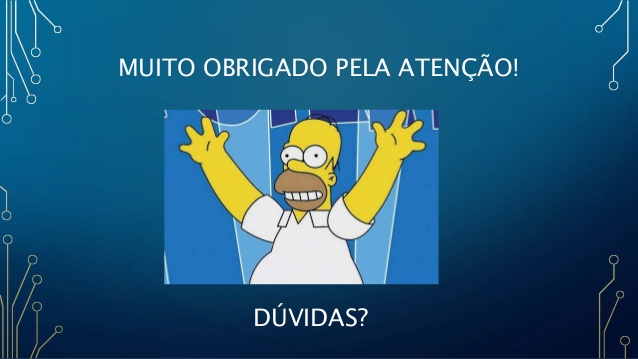 MUITO OBRIGADO PELA ATENÇÃO!
DÚVIDAS?